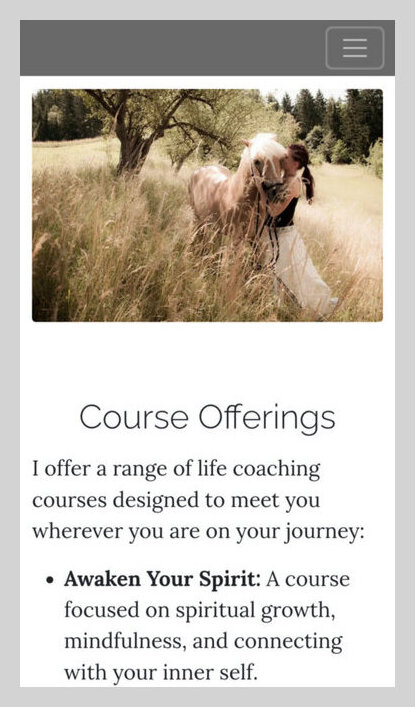 Course Offerings
I offer a range of life coaching
courses designed to meet you
wherever you are on your journey:
• Awaken Your Spirit: A course
focused on spiritual growth,
mindfulness, and connecting
with your inner self.